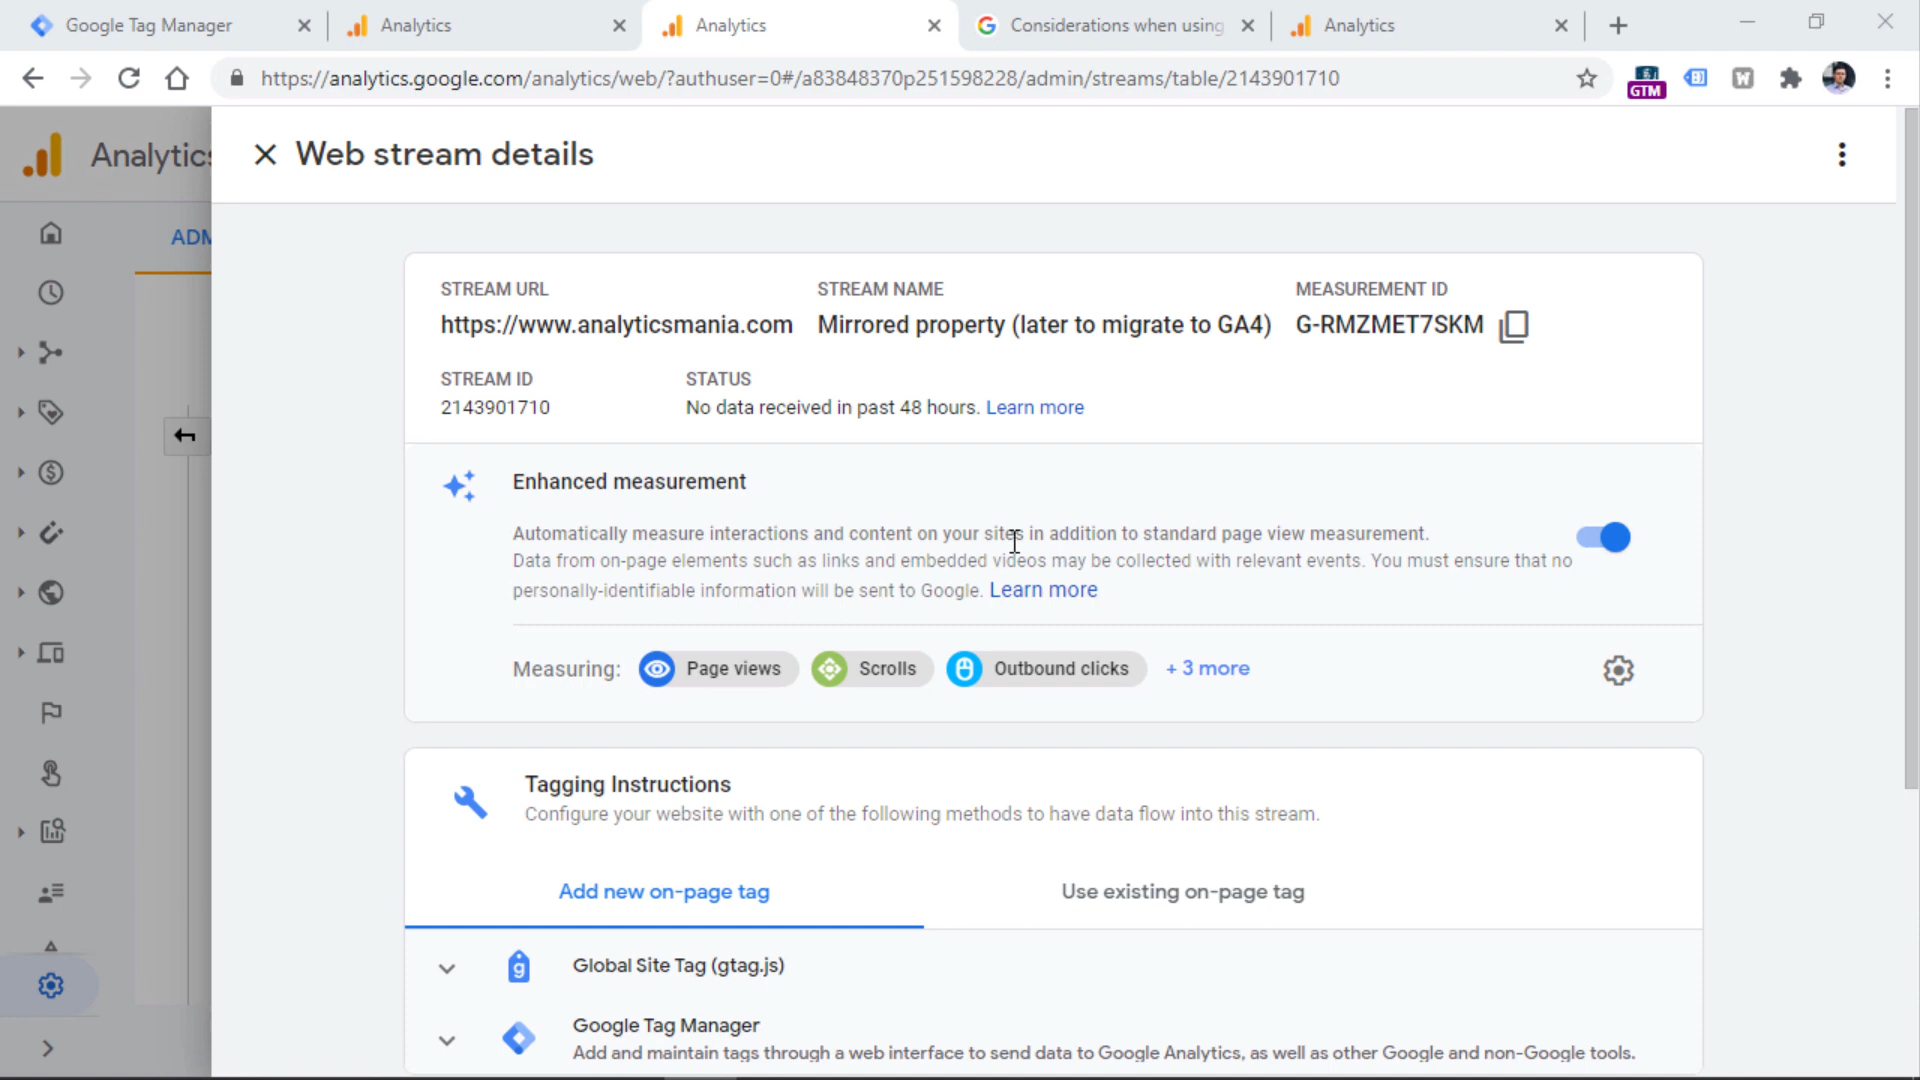 Google Tag Manager
Analytics
Analytics
Considerations when using
Analytics
https://analytics.google.com/analytics/web/?authuser=0#/a83848370p251598228/admin/streams/table/2143901710
GTM
Analytics
Web stream details
ADM
STREAM URL
STREAM NAME
MEASUREMENT ID
https://www.analyticsmania.com
Mirrored property (later to migrate to GA4)
G-RMZMET7SKM
STREAM ID
STATUS
2143901710
No data received in past 48 hours. Learn more
Enhanced measurement
Automatically measure interactions and content on your sites in addition to standard page view measurement.
Data from on-page elements such as links and embedded videos may be collected with relevant events. You must ensure that no
personally-identifiable information will be sent to Google. Learn more
Measuring:
Page views
Scrolls
Outbound clicks
+ 3 more
Tagging Instructions
Configure your website with one of the following methods to have data flow into this stream.
Add new on-page tag
Use existing on-page tag
Global Site Tag (gtag.js)
Google Tag Manager
Add and maintain tags through a web interface to send data to Google Analytics, as well as other Google and non-Google tools.